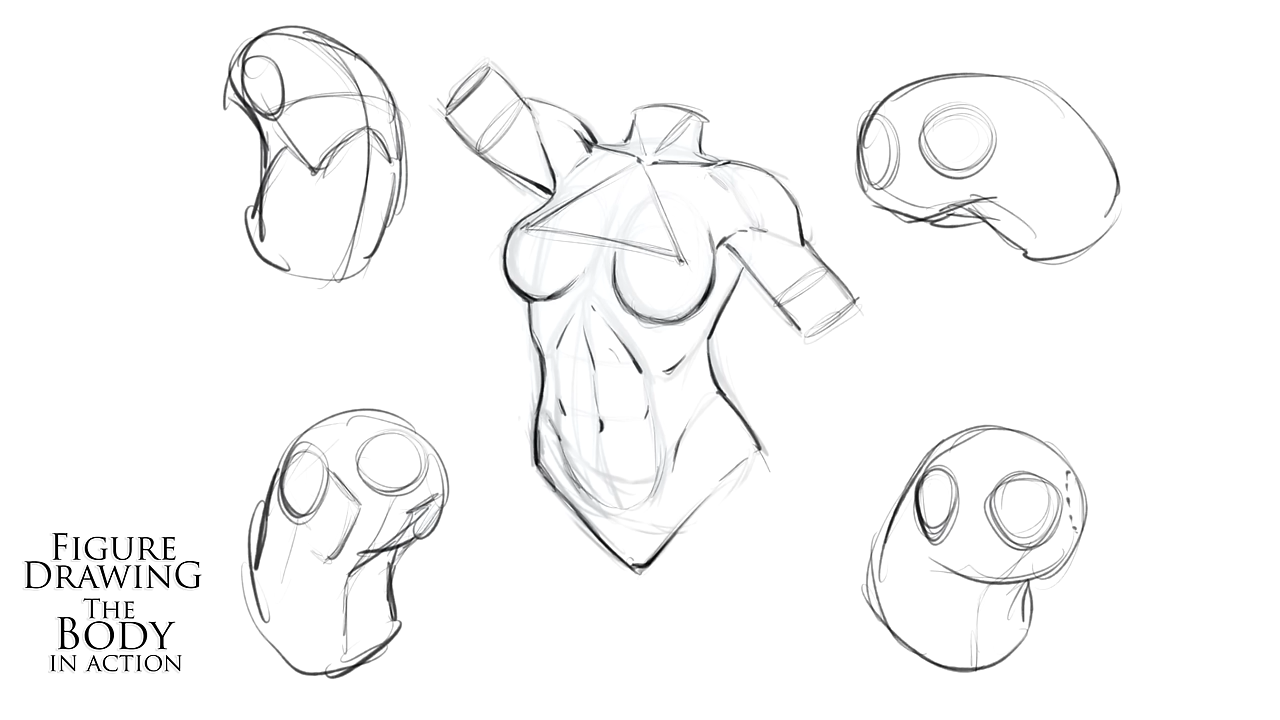 Figure
Drawing
The
Body
in action